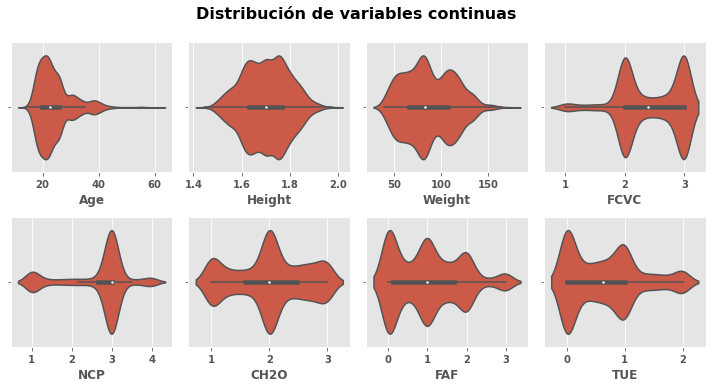 Distribución de variables continuas
20 40 60
Age
1.4 1.6 1.8 2.0
Height
50 100 150
Weight
1 2 3
FCVC
1 2 3 4
NCP
1 2 3
CH2O
0 1 2 3
FAF
0 1 2
TUE